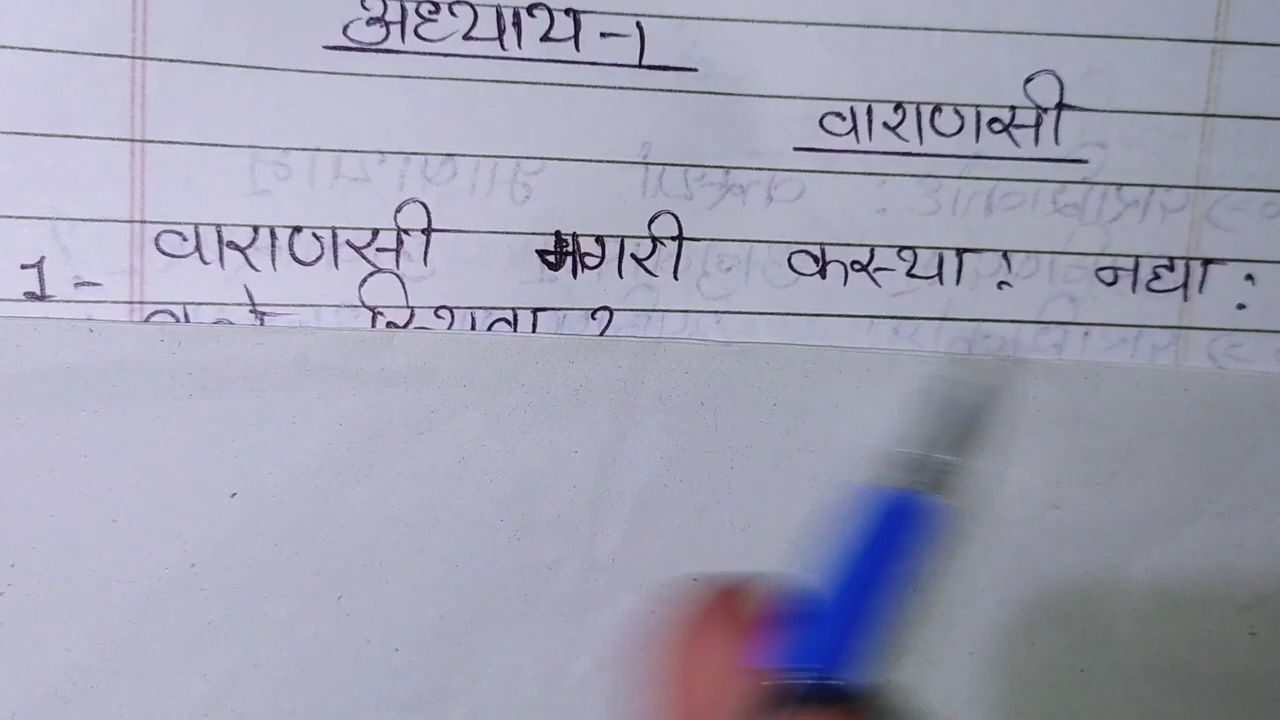 अध्याय-1
वाराणसी
1- वाराणसी नगरी कस्याः नद्याः
स्थिता ?